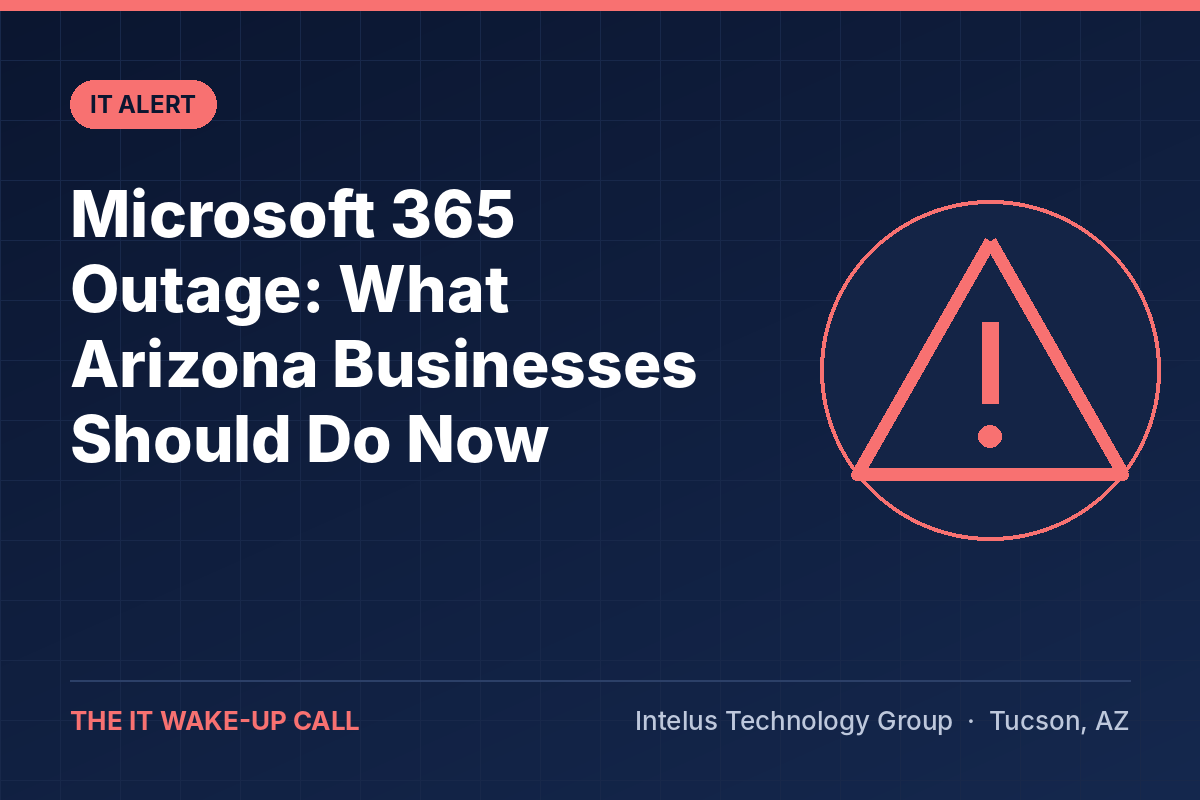 IT ALERT
Microsoft 365
Outage: What
Arizona Businesses
Should Do Now
THE IT WAKE-UP CALL
Intelus Technology Group · Tucson, AZ